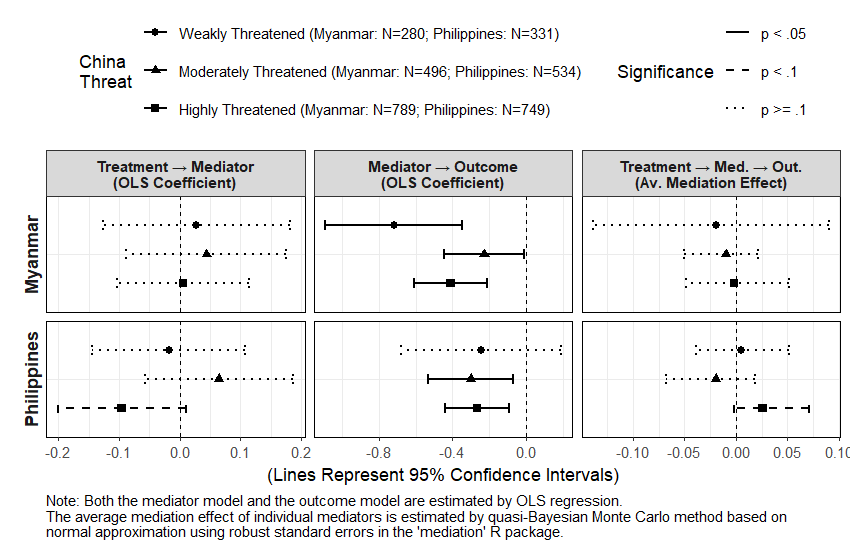 China
Threat
Weakly Threatened (Myanmar: N=280; Philippines: N=331)
Moderately Threatened (Myanmar: N=496; Philippines: N=534)
Highly Threatened (Myanmar: N=789; Philippines: N=749)
Significance
p < .05
p < .1
p >= .1
Treatment → Mediator
(OLS Coefficient)
Mediator → Outcome
(OLS Coefficient)
Treatment → Med. → Out.
(Av. Mediation Effect)
Myanmar
Philippines
-0.2 -0.1 0.0 0.1 0.2
-0.8 -0.4 0.0
-0.10 -0.05 0.00 0.05 0.10
(Lines Represent 95% Confidence Intervals)
Note: Both the mediator model and the outcome model are estimated by OLS regression.
The average mediation effect of individual mediators is estimated by quasi-Bayesian Monte Carlo method based on
normal approximation using robust standard errors in the 'mediation' R package.